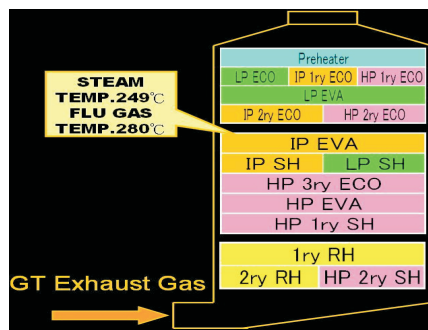 Preheater
LP ECO IP 1ry ECO HP 1ry ECO
LP EVA
IP 2ry ECO HP 2ry ECO
STEAM
TEMP.249℃
FLU GAS
TEMP.280℃
IP EVA
IP SH LP SH
HP 3ry ECO
HP EVA
HP 1ry SH
1ry RH
2ry RH HP 2ry SH
GT Exhaust Gas